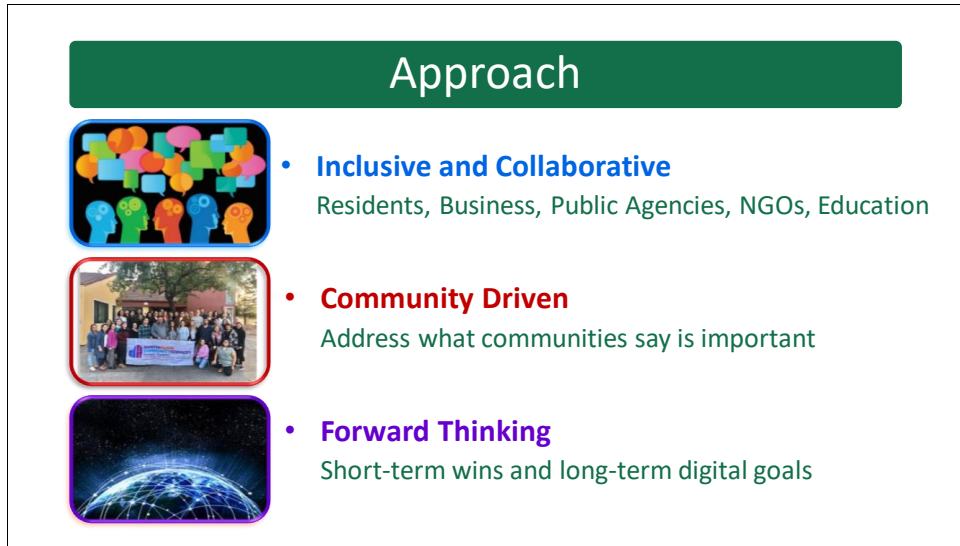 Approach
• Inclusive and Collaborative
Residents, Business, Public Agencies, NGOs, Education
• Community Driven
Address what communities say is important
• Forward Thinking
Short-term wins and long-term digital goals